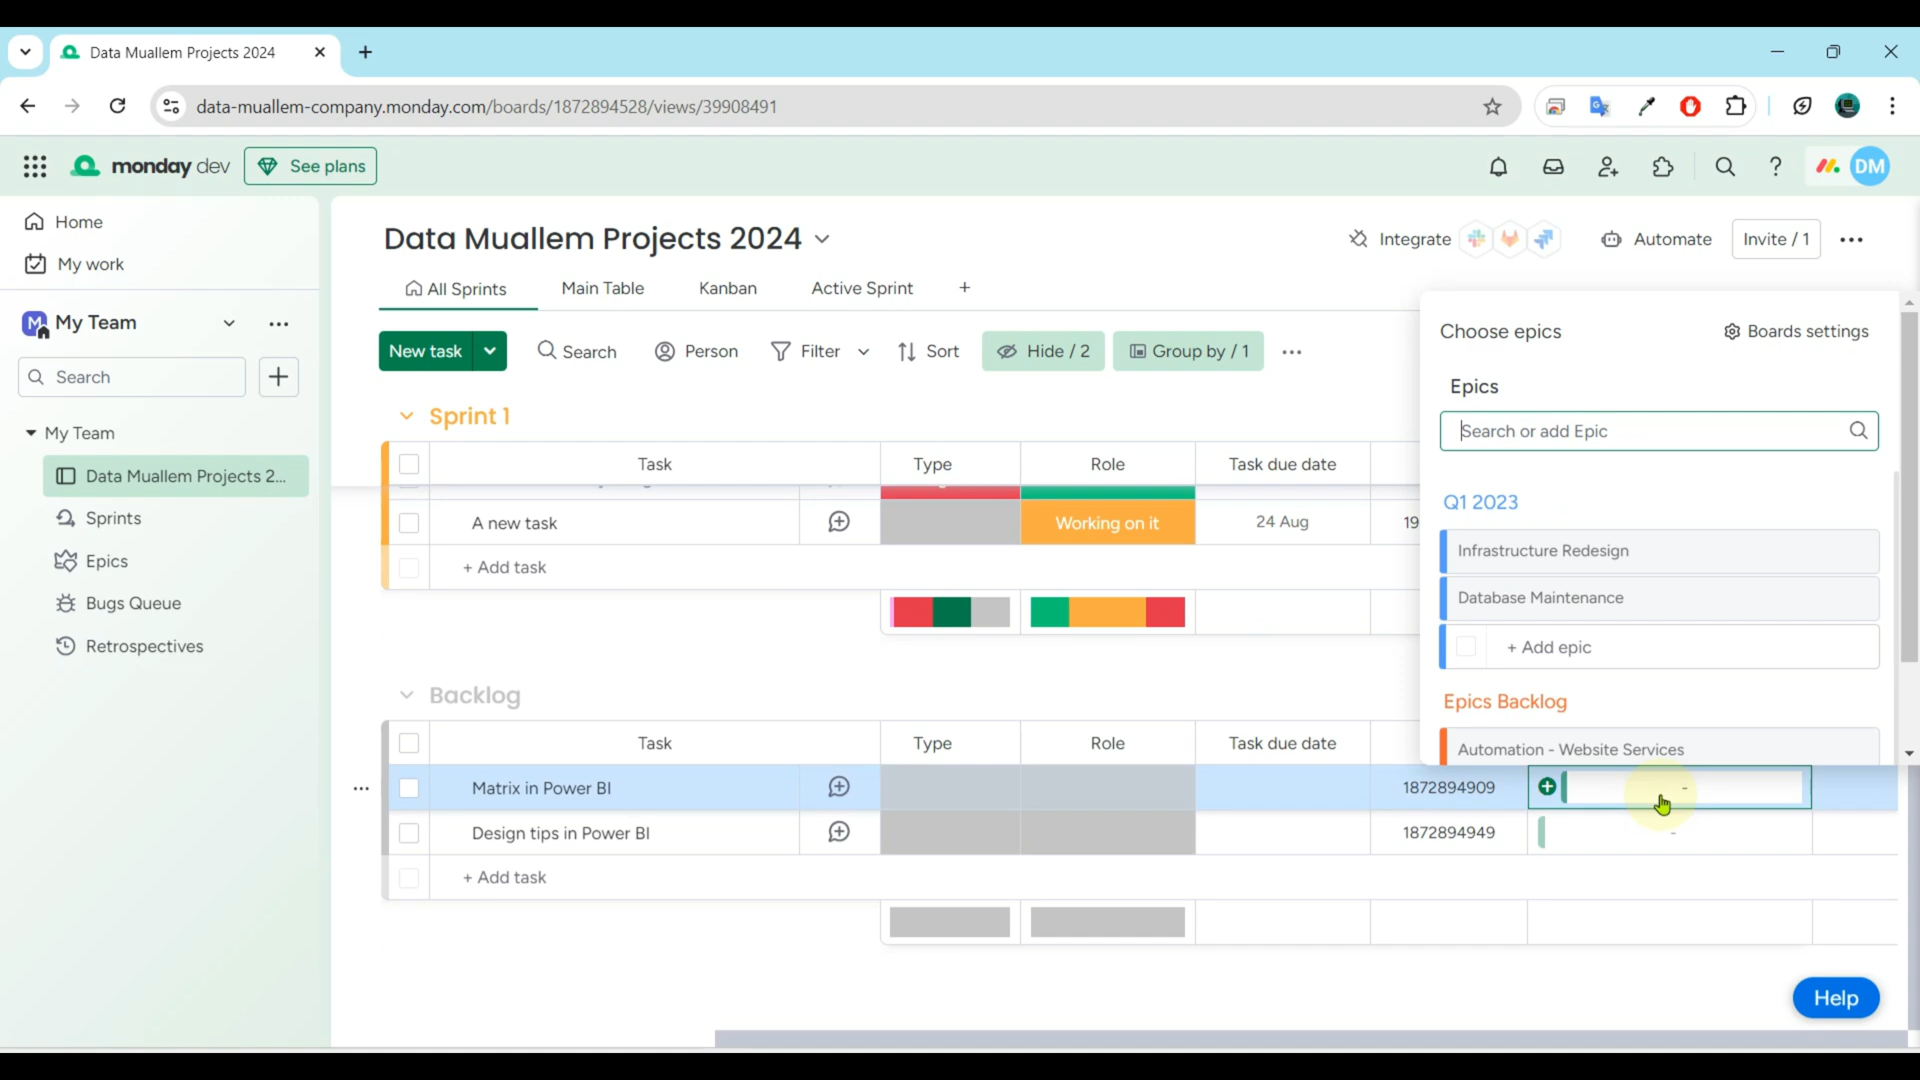 Data Muallem Projects 2024
data-muallem-company.monday.com/boards/1872894528/views/39908491
monday dev
See plans
DM
Home
My work
M My Team
Search
My Team
Data Muallem Projects 2...
Sprints
Epics
Bugs Queue
Retrospectives
Data Muallem Projects 2024
Integrate
Automate
Invite / 1
All Sprints
Main Table
Kanban
Active Sprint
New task
Search
Person
Filter
Sort
Hide / 2
Group by / 1
Sprint 1
Task Type Role Task due date
A new task Working on it 24 Aug 19
+ Add task
Backlog
Task Type Role Task due date
Matrix in Power BI 1872894909 -
Design tips in Power BI 1872894949 -
+ Add task
Choose epics
Boards settings
Epics
Search or add Epic
Q1 2023
Infrastructure Redesign
Database Maintenance
+ Add epic
Epics Backlog
Automation - Website Services
Help